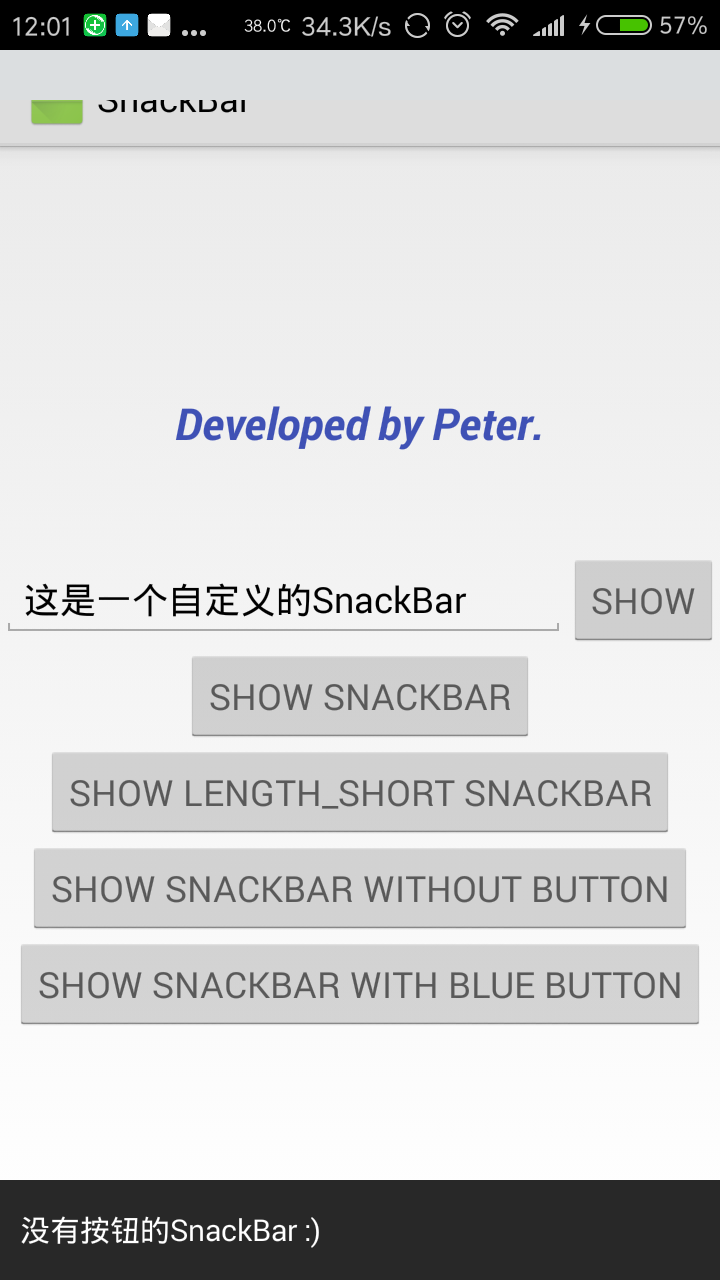 12:01 ... 38.0℃ 34.3K/s 57%
SnackBar
Developed by Peter.
这是一个自定义的SnackBar SHOW
SHOW SNACKBAR
SHOW LENGTH_SHORT SNACKBAR
SHOW SNACKBAR WITHOUT BUTTON
SHOW SNACKBAR WITH BLUE BUTTON
没有按钮的SnackBar :)